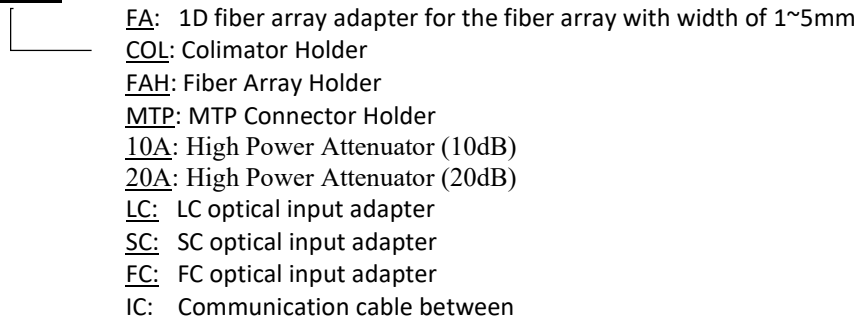 FA: 1D fiber array adapter for the fiber array with width of 1~5mm
COL: Colimator Holder
FAH: Fiber Array Holder
MTP: MTP Connector Holder
10A: High Power Attenuator (10dB)
20A: High Power Attenuator (20dB)
LC: LC optical input adapter
SC: SC optical input adapter
FC: FC optical input adapter
IC: Communication cable between